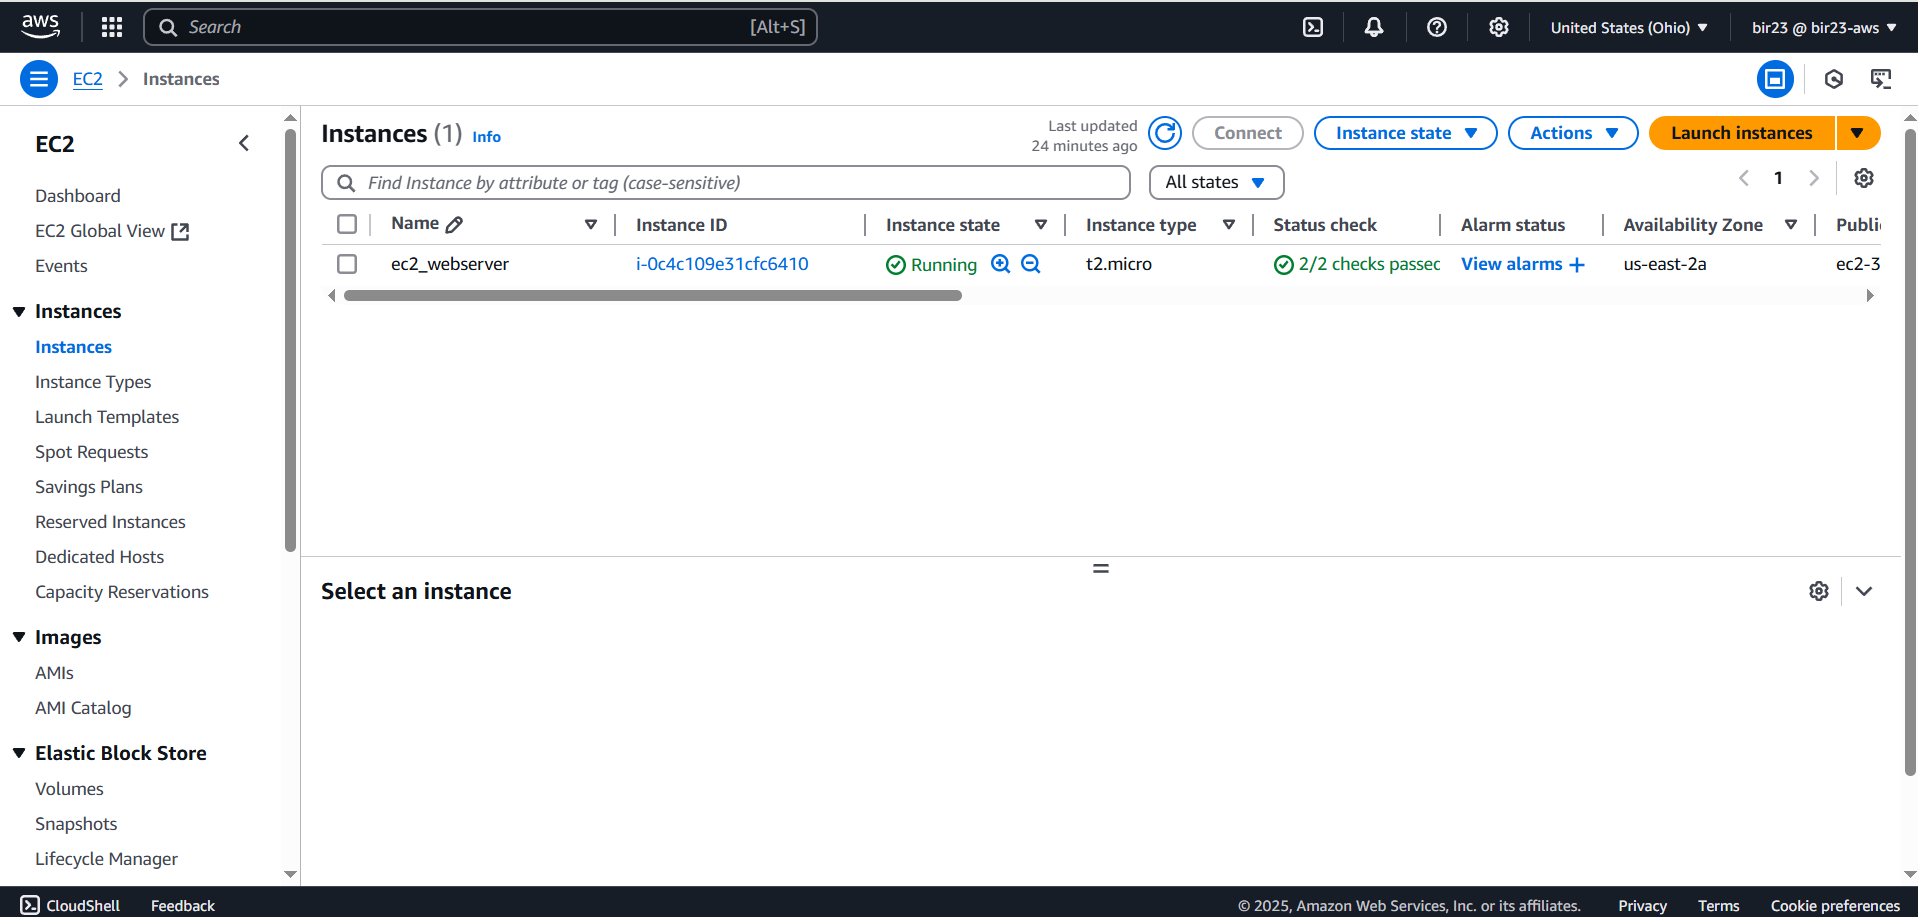 aws
Search [Alt+S]
United States (Ohio)
bir23 @ bir23-aws
EC2 Instances
EC2
Dashboard
EC2 Global View
Events
Instances
Instances
Instance Types
Launch Templates
Spot Requests
Savings Plans
Reserved Instances
Dedicated Hosts
Capacity Reservations
Images
AMIs
AMI Catalog
Elastic Block Store
Volumes
Snapshots
Lifecycle Manager
Instances (1) Info
Last updated
24 minutes ago
Connect
Instance state
Actions
Launch instances
Find Instance by attribute or tag (case-sensitive)
All states
1
Name Instance ID Instance state Instance type Status check Alarm status Availability Zone Publi
ec2_webserver i-0c4c109e31cfc6410 Running t2.micro 2/2 checks passed View alarms + us-east-2a ec2-3
Select an instance
CloudShell Feedback © 2025, Amazon Web Services, Inc. or its affiliates. Privacy Terms Cookie preferences